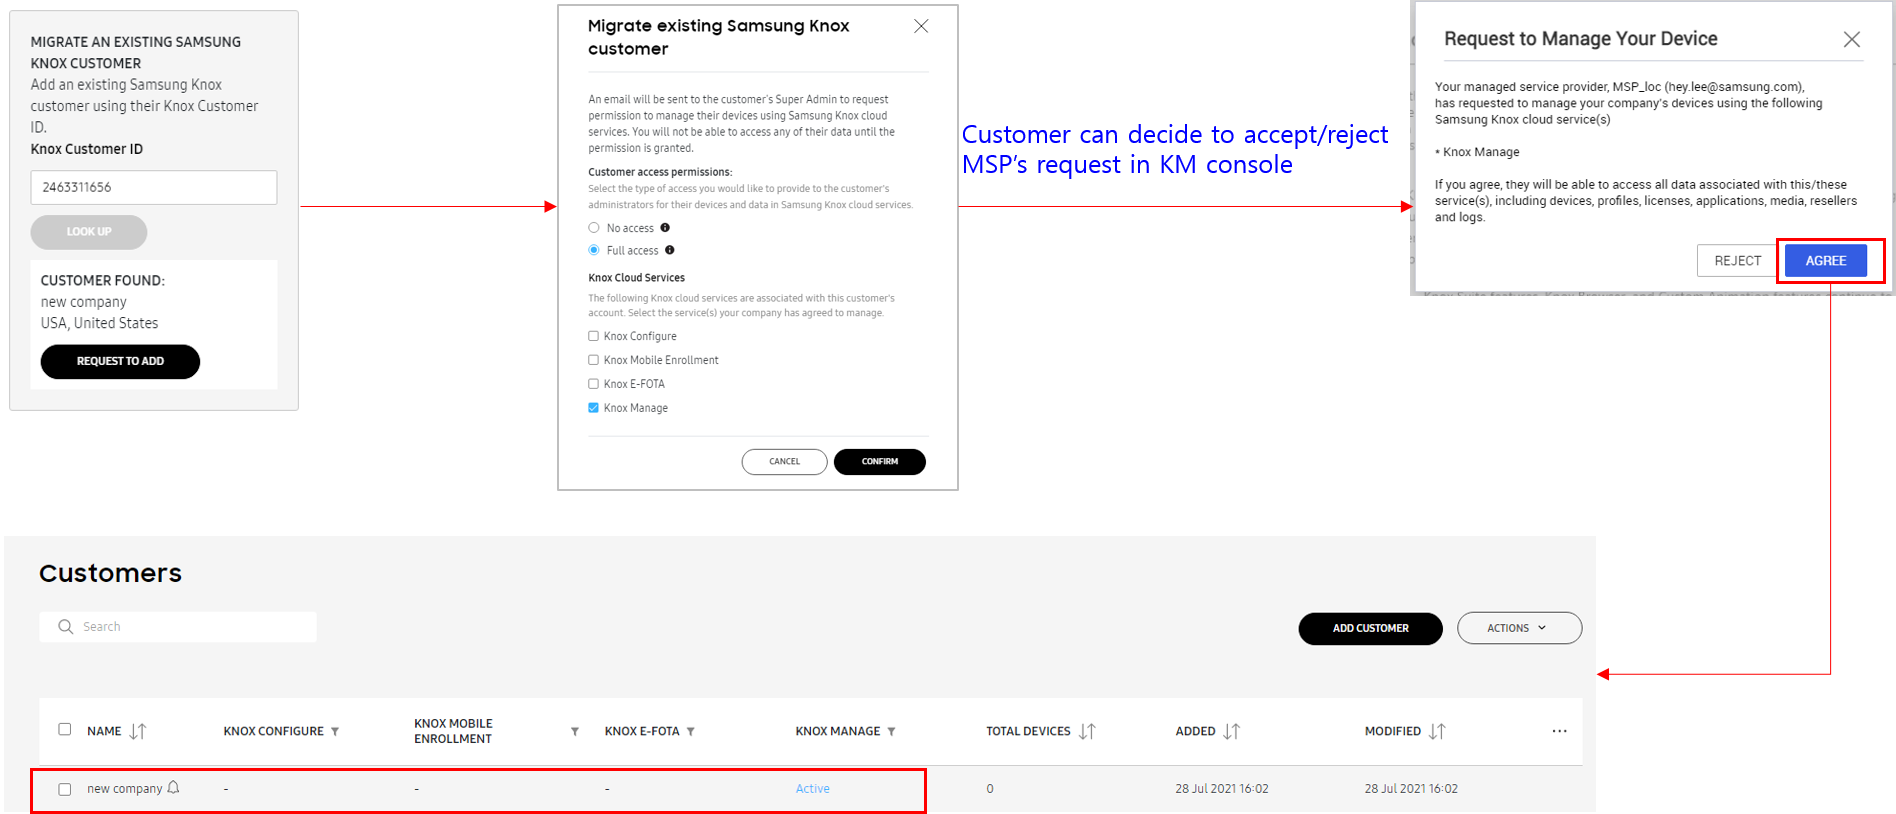 MIGRATE AN EXISTING SAMSUNG
KNOX CUSTOMER
Add an existing Samsung Knox
customer using their Knox Customer
ID.
Knox Customer ID
2463311656
LOOK UP
CUSTOMER FOUND:
new company
USA, United States
REQUEST TO ADD
Migrate existing Samsung Knox
customer
An email will be sent to the customer's Super Admin to request
permission to manage their devices using Samsung Knox cloud
services. You will not be able to access any of their data until the
permission is granted.
Customer access permissions:
Select the type of access you would like to provide to the customer's
administrators for their devices and data in Samsung Knox cloud services.
No access
Full access
Knox Cloud Services
The following Knox cloud services are associated with this customer's
account. Select the service(s) your company has agreed to manage.
Knox Configure
Knox Mobile Enrollment
Knox E-FOTA
Knox Manage
CANCEL
CONFIRM
Customer can decide to accept/reject
MSP's request in KM console
Request to Manage Your Device
Your managed service provider, MSP_loc (hey.lee@samsung.com),
has requested to manage your company's devices using the following
Samsung Knox cloud service(s)
* Knox Manage
If you agree, they will be able to access all data associated with this/these
service(s), including devices, profiles, licenses, applications, media, resellers
and logs.
REJECT
AGREE
Customers
Search
ADD CUSTOMER
ACTIONS
NAME
KNOX CONFIGURE
KNOX MOBILE
ENROLLMENT
KNOX E-FOTA
KNOX MANAGE
TOTAL DEVICES
ADDED
MODIFIED
...
new company
-
-
-
Active
0
28 Jul 2021 16:02
28 Jul 2021 16:02